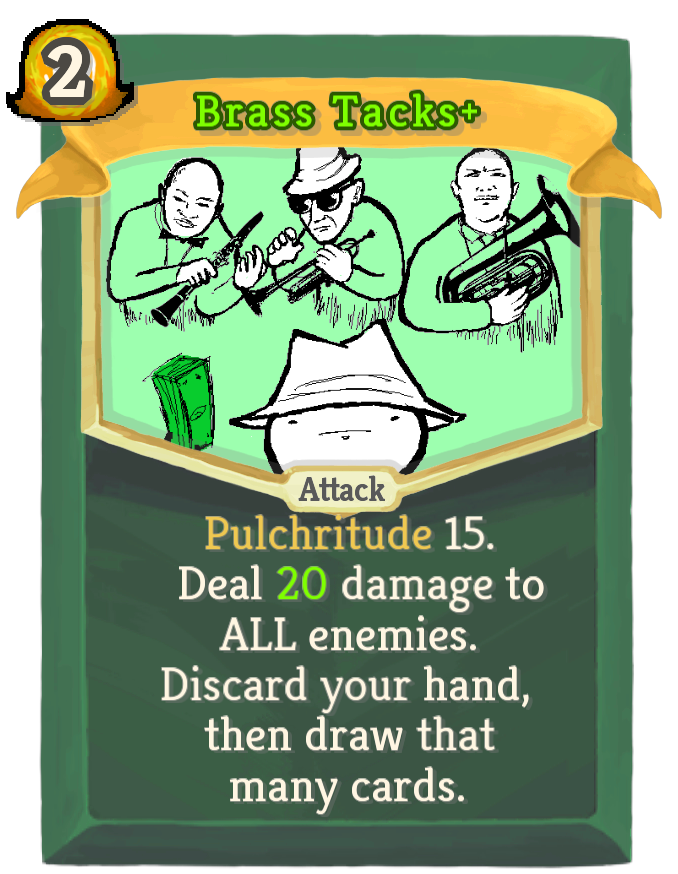 2
Brass Tacks+
Attack
Pulchritude 15.
Deal 20 damage to
ALL enemies.
Discard your hand,
then draw that
many cards.